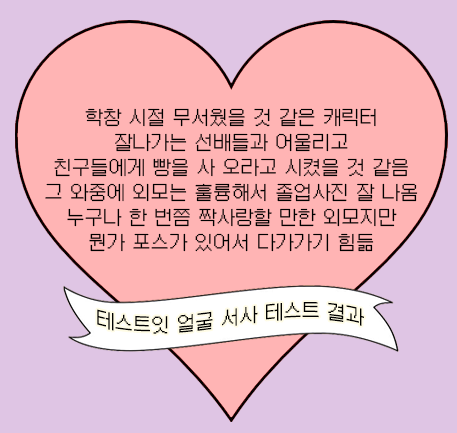 학창 시절 무서웠을 것 같은 캐릭터
잘나가는 선배들과 어울리고
친구들에게 빵을 사 오라고 시켰을 것 같음
그 와중에 외모는 훌륭해서 졸업사진 잘 나옴
누구나 한 번쯤 짝사랑할 만한 외모지만
뭔가 포스가 있어서 다가가기 힘듦
테스트잇 얼굴 서사 테스트 결과